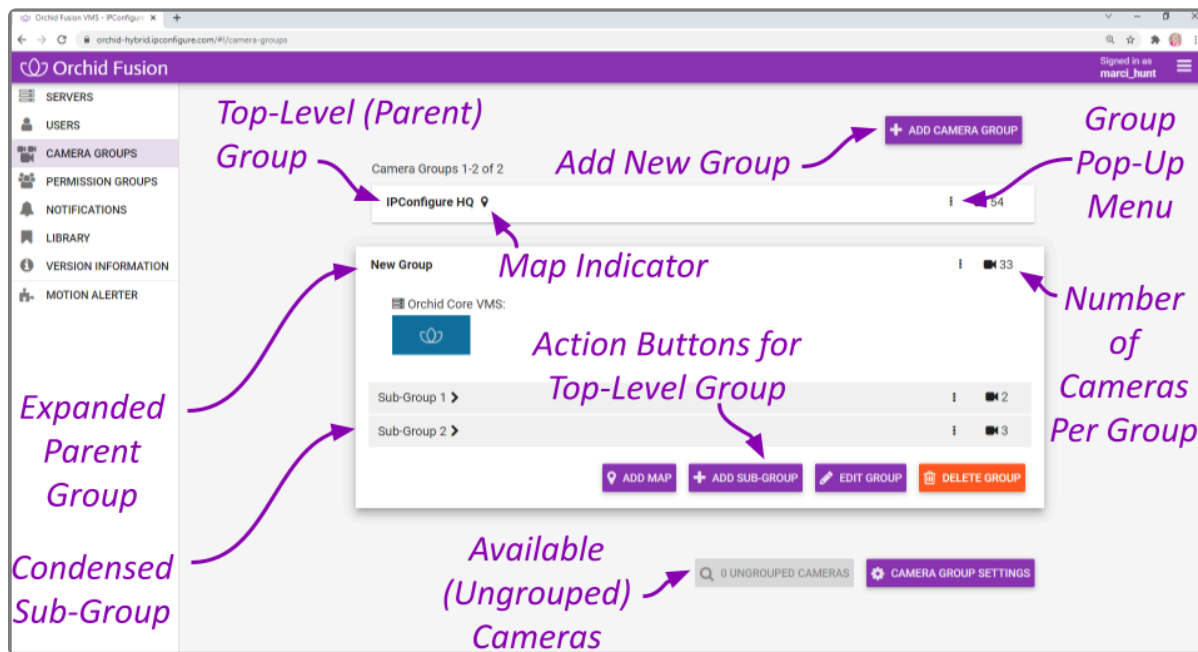 Orchid Fusion VMS - IPConfigure
orchid-hybrid.ipconfigure.com/#!/camera-groups
Orchid Fusion
Signed in as
marci_hunt
SERVERS
USERS
CAMERA GROUPS
PERMISSION GROUPS
NOTIFICATIONS
LIBRARY
VERSION INFORMATION
MOTION ALERTER
Top-Level (Parent)
Group
Add New Group
ADD CAMERA GROUP
Group
Pop-Up
Menu
Camera Groups 1-2 of 2
IPConfigure HQ
54
Map Indicator
New Group
33
Number
of
Cameras
Per Group
Orchid Core VMS:
Action Buttons for
Top-Level Group
Expanded
Parent
Group
Sub-Group 1
2
Sub-Group 2
3
ADD MAP
ADD SUB-GROUP
EDIT GROUP
DELETE GROUP
Condensed
Sub-Group
Available
(Ungrouped)
Cameras
0 UNGROUPED CAMERAS
CAMERA GROUP SETTINGS